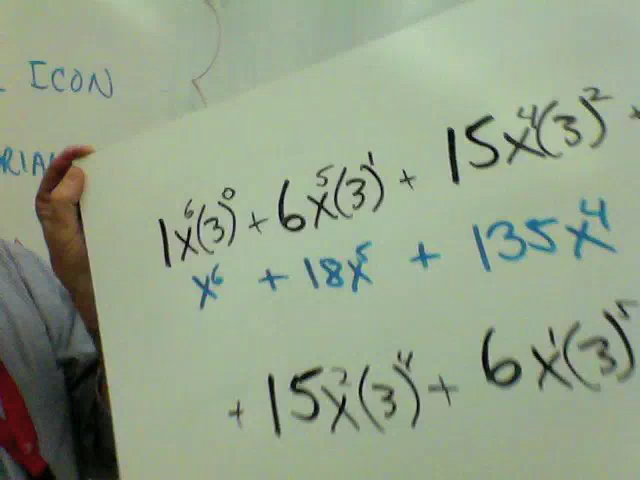 ICON
1x⁶(3)⁰ + 6x⁵(3)¹ + 15x⁴(3)² +
x⁶ + 18x⁵ + 135x⁴
+ 15x²(3)⁴ + 6x¹(3)⁵